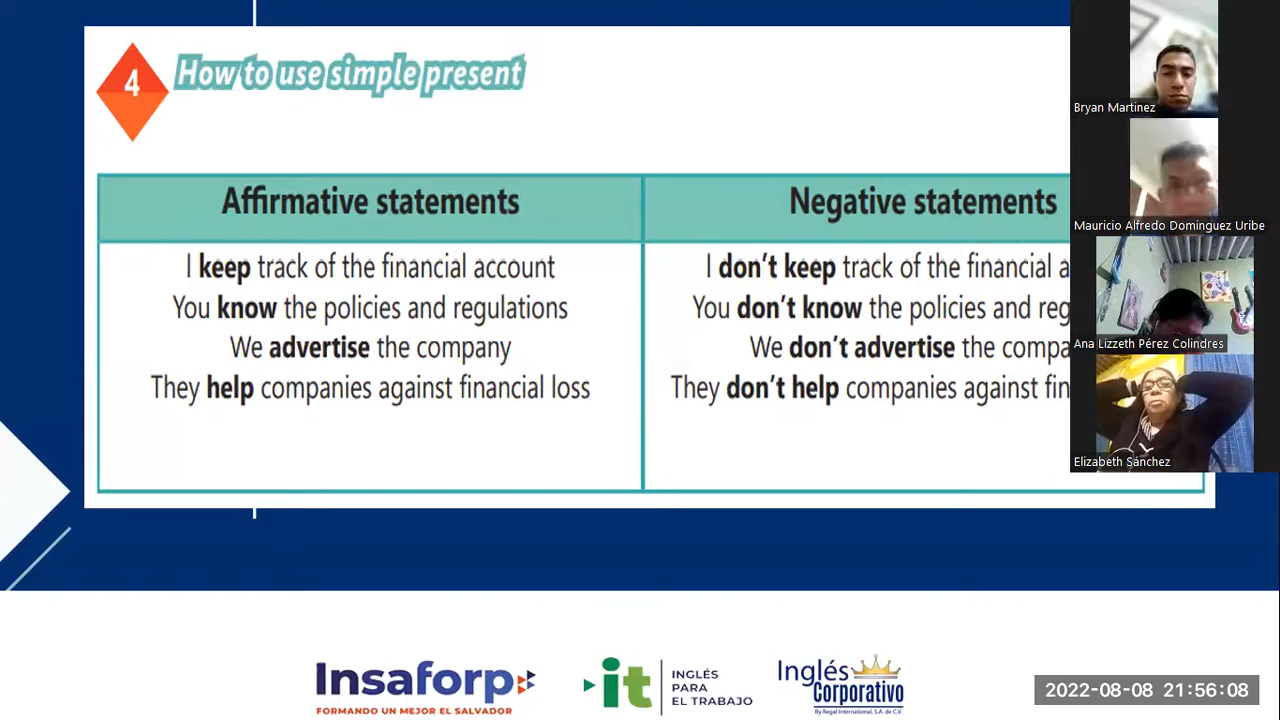 4
How to use simple present
Affirmative statements
I keep track of the financial account
You know the policies and regulations
We advertise the company
They help companies against financial loss
Negative statements
I don't keep track of the financial a
You don't know the policies and reg
We don't advertise the compa
They don't help companies against fin
Bryan Martinez
Mauricio Alfredo Dominguez Uribe
Ana Lizzeth Pérez Colindres
Elizabeth Sánchez
Insaforp
FORMANDO UN MEJOR EL SALVADOR
it
INGLÉS
PARA
EL TRABAJO
Inglés
Corporativo
By Regal International, S.A. de C.V.
2022-08-08 21:56:08